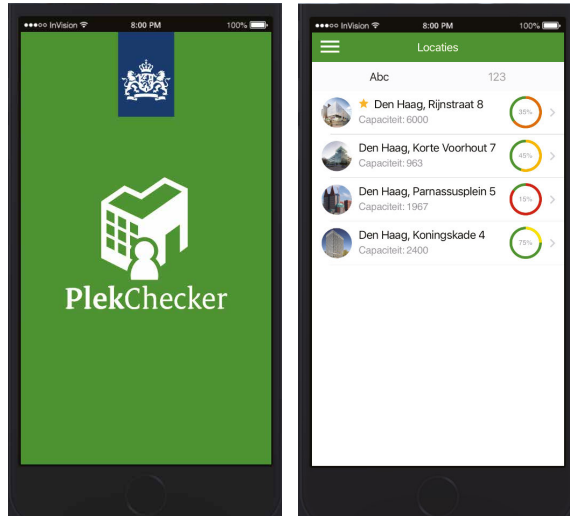 ●●●●○ InVision 8:00 PM 100%
PlekChecker
●●●●○ InVision 8:00 PM 100%
Locaties
Abc 123
Den Haag, Rijnstraat 8
Capaciteit: 6000
35%
Den Haag, Korte Voorhout 7
Capaciteit: 963
45%
Den Haag, Parnassusplein 5
Capaciteit: 1967
15%
Den Haag, Koningskade 4
Capaciteit: 2400
75%